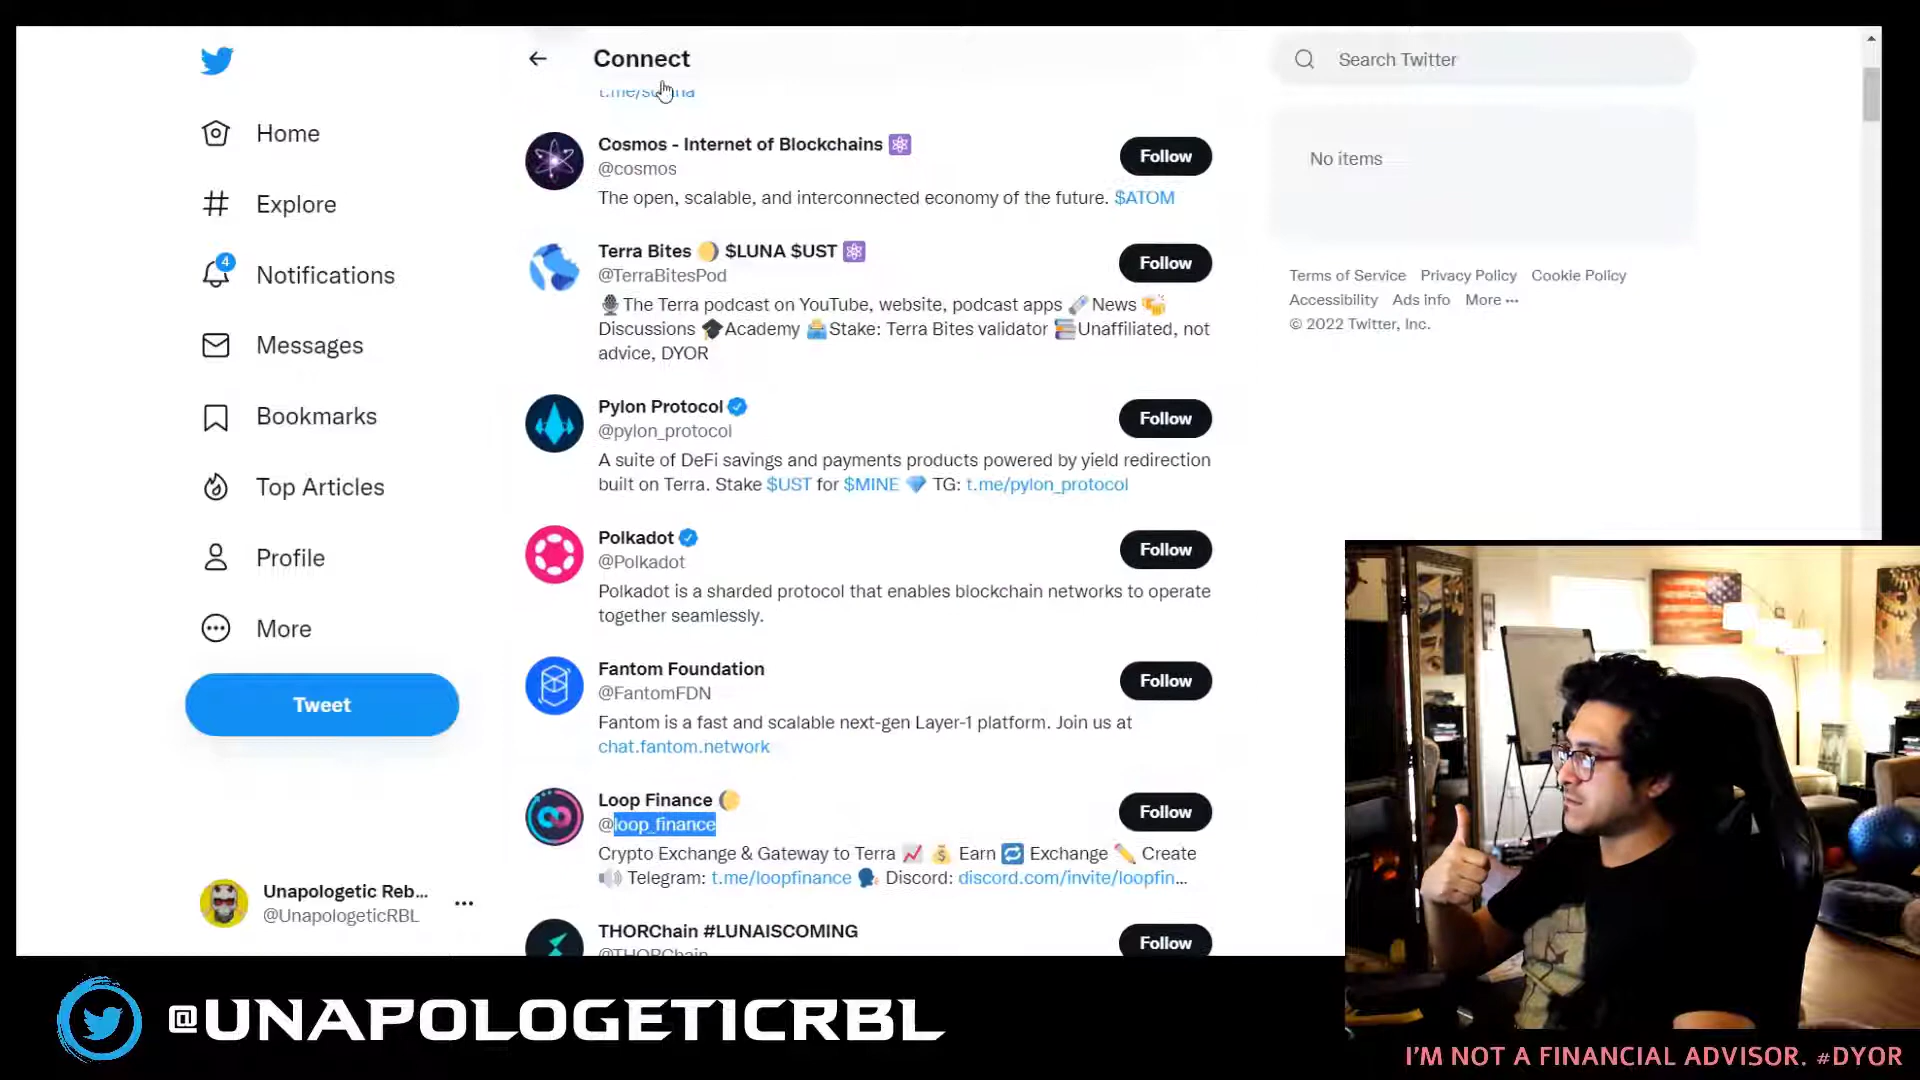 Connect
Search Twitter
Home
Explore
4
Notifications
Messages
Bookmarks
Top Articles
Profile
More
Tweet
Unapologetic Reb...
@UnapologeticRBL
Cosmos - Internet of Blockchains
@cosmos
Follow
The open, scalable, and interconnected economy of the future. $ATOM
Terra Bites $LUNA $UST
@TerraBitesPod
Follow
The Terra podcast on YouTube, website, podcast apps News
Discussions Academy Stake: Terra Bites validator Unaffiliated, not
advice, DYOR
Pylon Protocol
@pylon_protocol
Follow
A suite of DeFi savings and payments products powered by yield redirection
built on Terra. Stake $UST for $MINE TG: t.me/pylon_protocol
Polkadot
@Polkadot
Follow
Polkadot is a sharded protocol that enables blockchain networks to operate
together seamlessly.
Fantom Foundation
@FantomFDN
Follow
Fantom is a fast and scalable next-gen Layer-1 platform. Join us at
chat.fantom.network
Loop Finance
@loop_finance
Follow
Crypto Exchange & Gateway to Terra Earn Exchange Create
Telegram: t.me/loopfinance Discord: discord.com/invite/loopfin...
THORChain #LUNAISCOMING
@THORChain
Follow
No items
Terms of Service Privacy Policy Cookie Policy
Accessibility Ads info More ...
© 2022 Twitter, Inc.
@UNAPOLOGETICRBL
I'M NOT A FINANCIAL ADVISOR. #DYOR